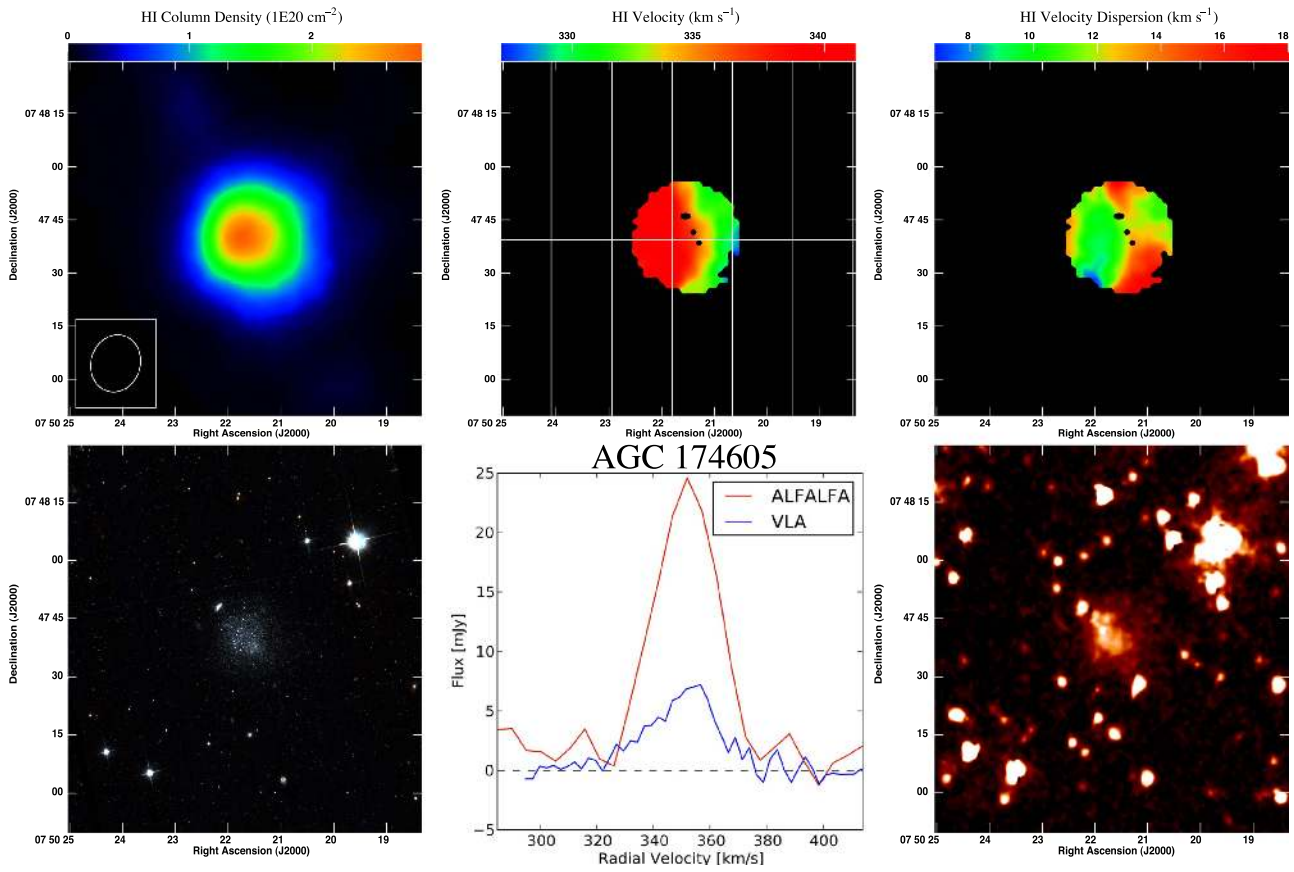 HI Column Density (1E20 cm⁻²)
0 1 2
07 48 15
00
47 45
30
15
00
07 50 25 24 23 22 21 20 19
Right Ascension (J2000)
Declination (J2000)
HI Velocity (km s⁻¹)
330 335 340
07 48 15
00
47 45
30
15
00
07 50 25 24 23 22 21 20 19
Right Ascension (J2000)
Declination (J2000)
HI Velocity Dispersion (km s⁻¹)
8 10 12 14 16 18
07 48 15
00
47 45
30
15
00
07 50 25 24 23 22 21 20 19
Right Ascension (J2000)
Declination (J2000)
07 48 15
00
47 45
30
15
00
07 50 25 24 23 22 21 20 19
Right Ascension (J2000)
Declination (J2000)
AGC 174605
ALFALFA
VLA
25
20
15
10
5
0
−5
300 320 340 360 380 400
Radial Velocity [km/s]
Flux [mJy]
07 48 15
00
47 45
30
15
00
07 50 25 24 23 22 21 20 19
Right Ascension (J2000)
Declination (J2000)